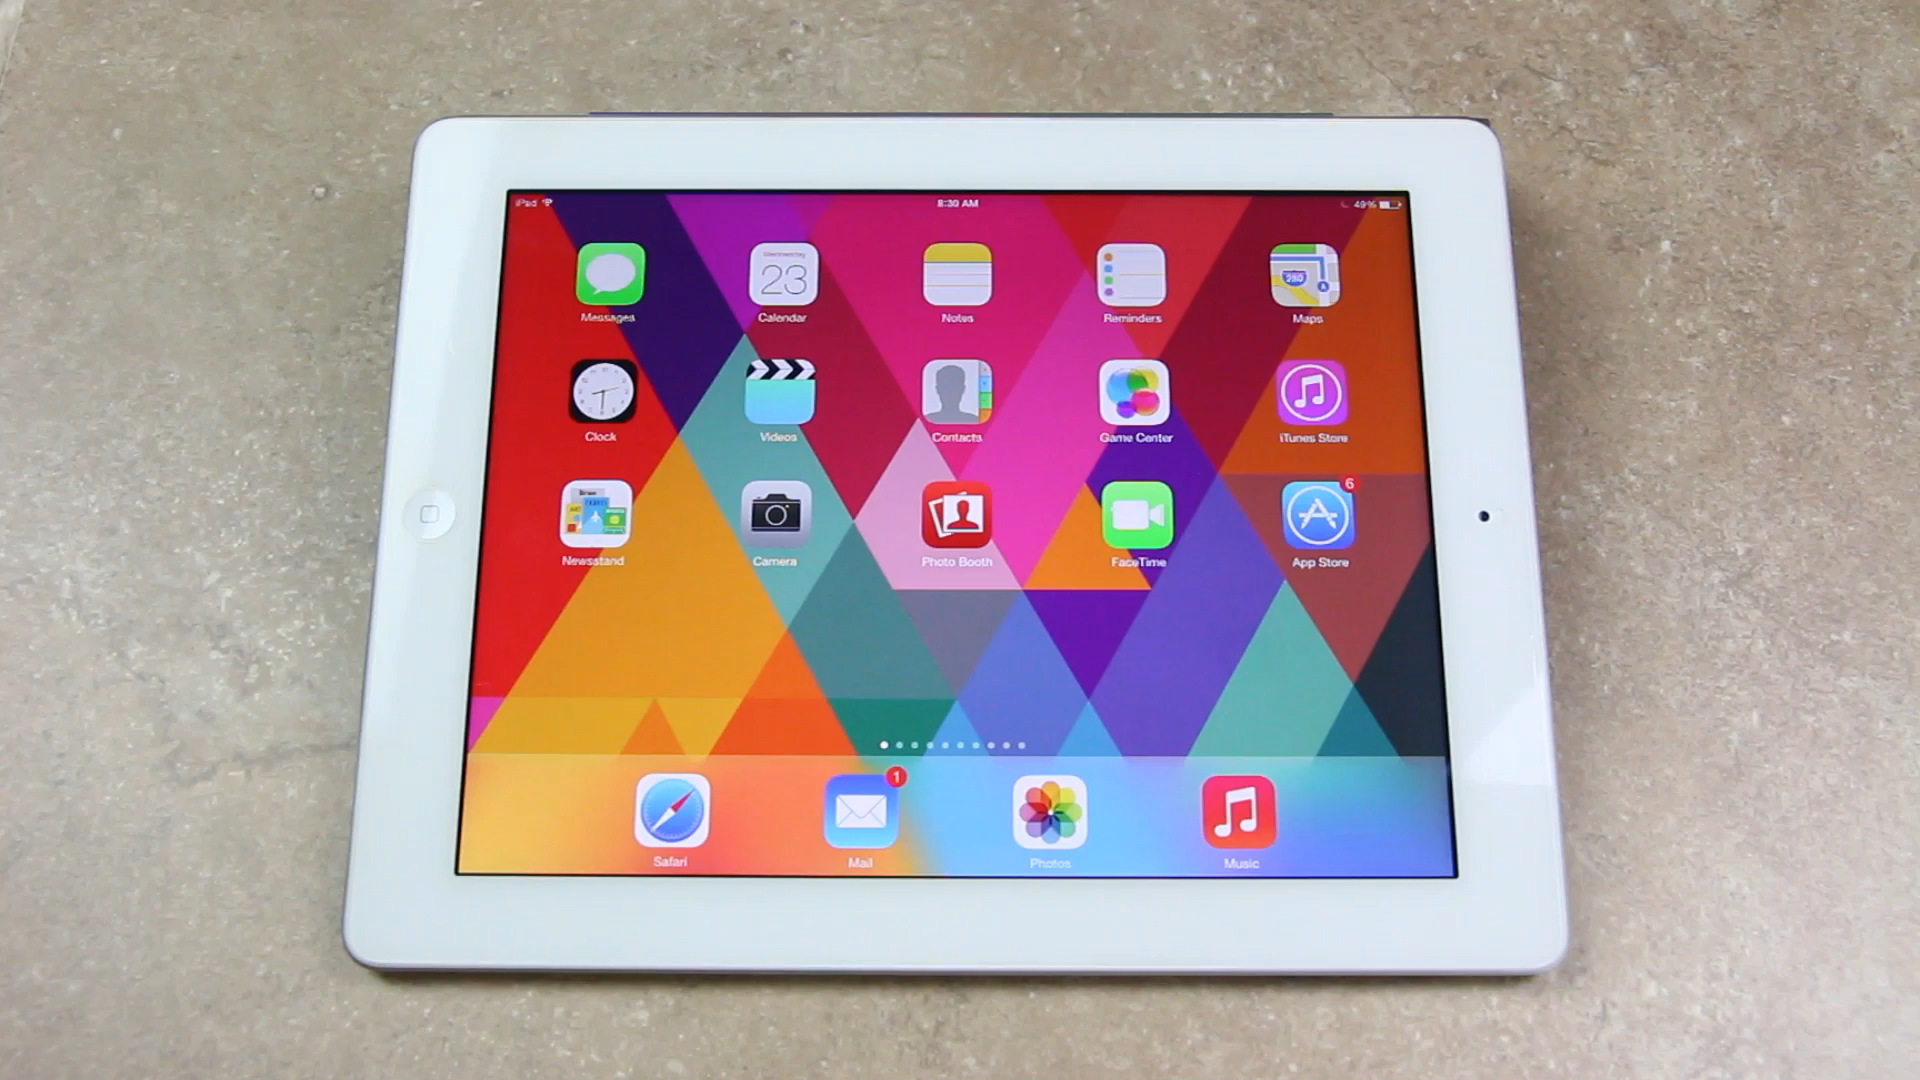 iPad 8:30 AM 49%
Wednesday
23
280
Messages Calendar Notes Reminders Maps
Clock Videos Contacts Game Center iTunes Store
6
Newsstand Camera Photo Booth FaceTime App Store
1
Safari Mail Photos Music